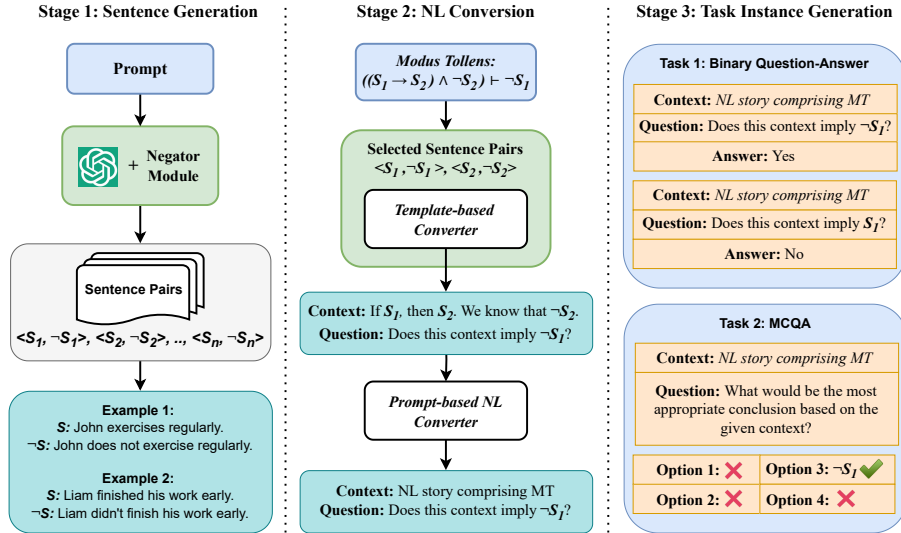 Stage 1: Sentence Generation
Prompt
+ Negator
Module
Sentence Pairs
<S1, ¬S1>, <S2, ¬S2>, .., <Sn, ¬Sn>
Example 1:
S: John exercises regularly.
¬S: John does not exercise regularly.
Example 2:
S: Liam finished his work early.
¬S: Liam didn't finish his work early.
Stage 2: NL Conversion
Modus Tollens:
((S1 → S2) ∧ ¬S2) ⊢ ¬S1
Selected Sentence Pairs
<S1 ,¬S1>, <S2,¬S2>
Template-based
Converter
Context: If S1, then S2. We know that ¬S2.
Question: Does this context imply ¬S1?
Prompt-based NL
Converter
Context: NL story comprising MT
Question: Does this context imply ¬S1?
Stage 3: Task Instance Generation
Task 1: Binary Question-Answer
Context: NL story comprising MT
Question: Does this context imply ¬S1?
Answer: Yes
Context: NL story comprising MT
Question: Does this context imply S1?
Answer: No
Task 2: MCQA
Context: NL story comprising MT
Question: What would be the most
appropriate conclusion based on the
given context?
Option 1: ❌
Option 3: ¬S1 ✔
Option 2: ❌
Option 4: ❌